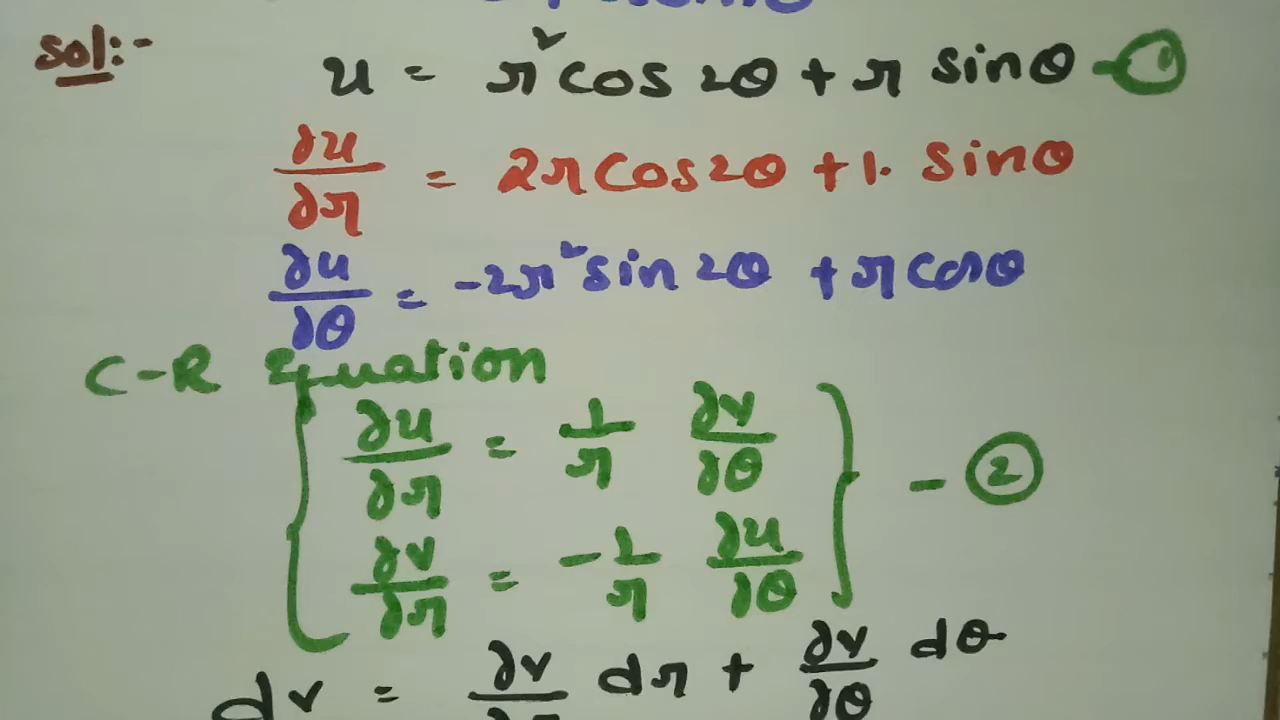 sol:-
u = r² cos 2θ + r sinθ - ①
∂u/∂r = 2r cos2θ + 1. sinθ
∂u/∂θ = -2r² sin 2θ + r cosθ
C-R Equation
{ ∂u/∂r = 1/r ∂v/∂θ
∂v/∂r = -1/r ∂u/∂θ } - ②
dv = ∂v/∂r dr + ∂v/∂θ dθ